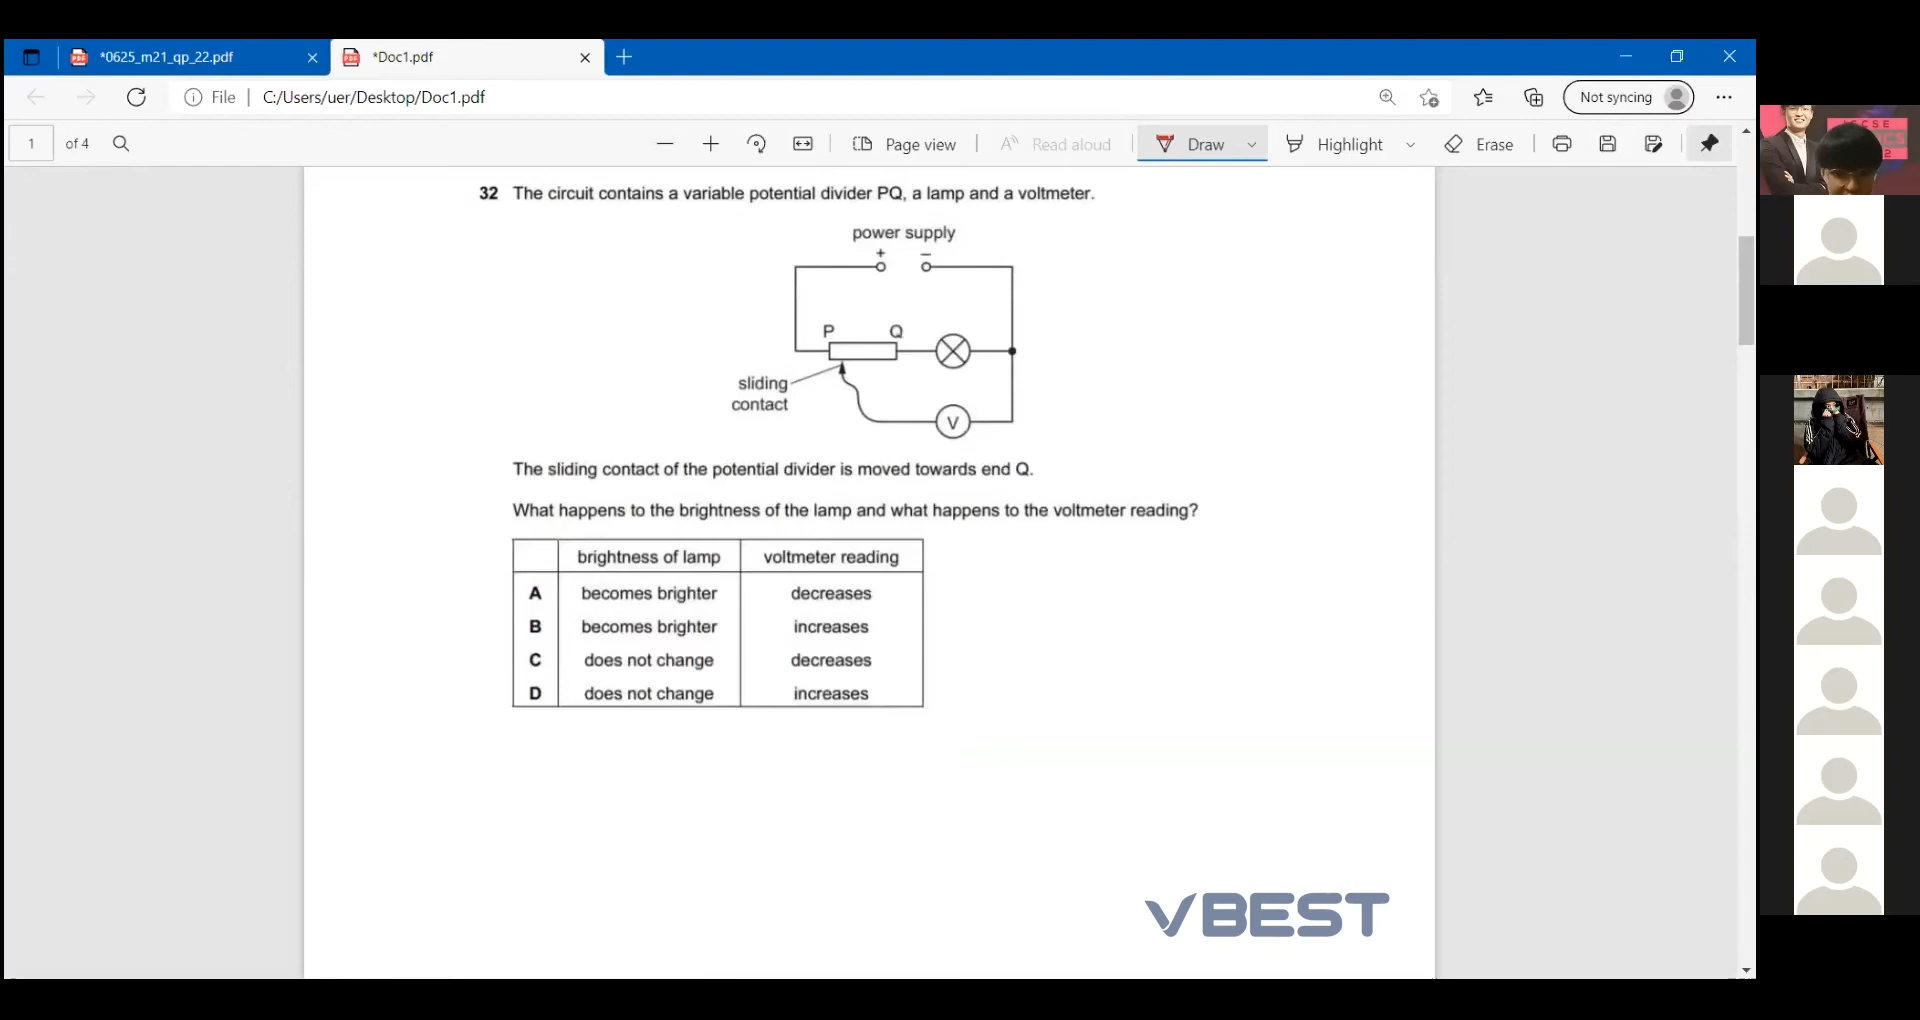 *0625_m21_qp_22.pdf
*Doc1.pdf
File
C:/Users/uer/Desktop/Doc1.pdf
Not syncing
1 of 4
Page view
Read aloud
Draw
Highlight
Erase
32 The circuit contains a variable potential divider PQ, a lamp and a voltmeter.
power supply
+ –
P Q
sliding
contact
V
The sliding contact of the potential divider is moved towards end Q.
What happens to the brightness of the lamp and what happens to the voltmeter reading?
brightness of lamp voltmeter reading
A becomes brighter decreases
B becomes brighter increases
C does not change decreases
D does not change increases
VBEST